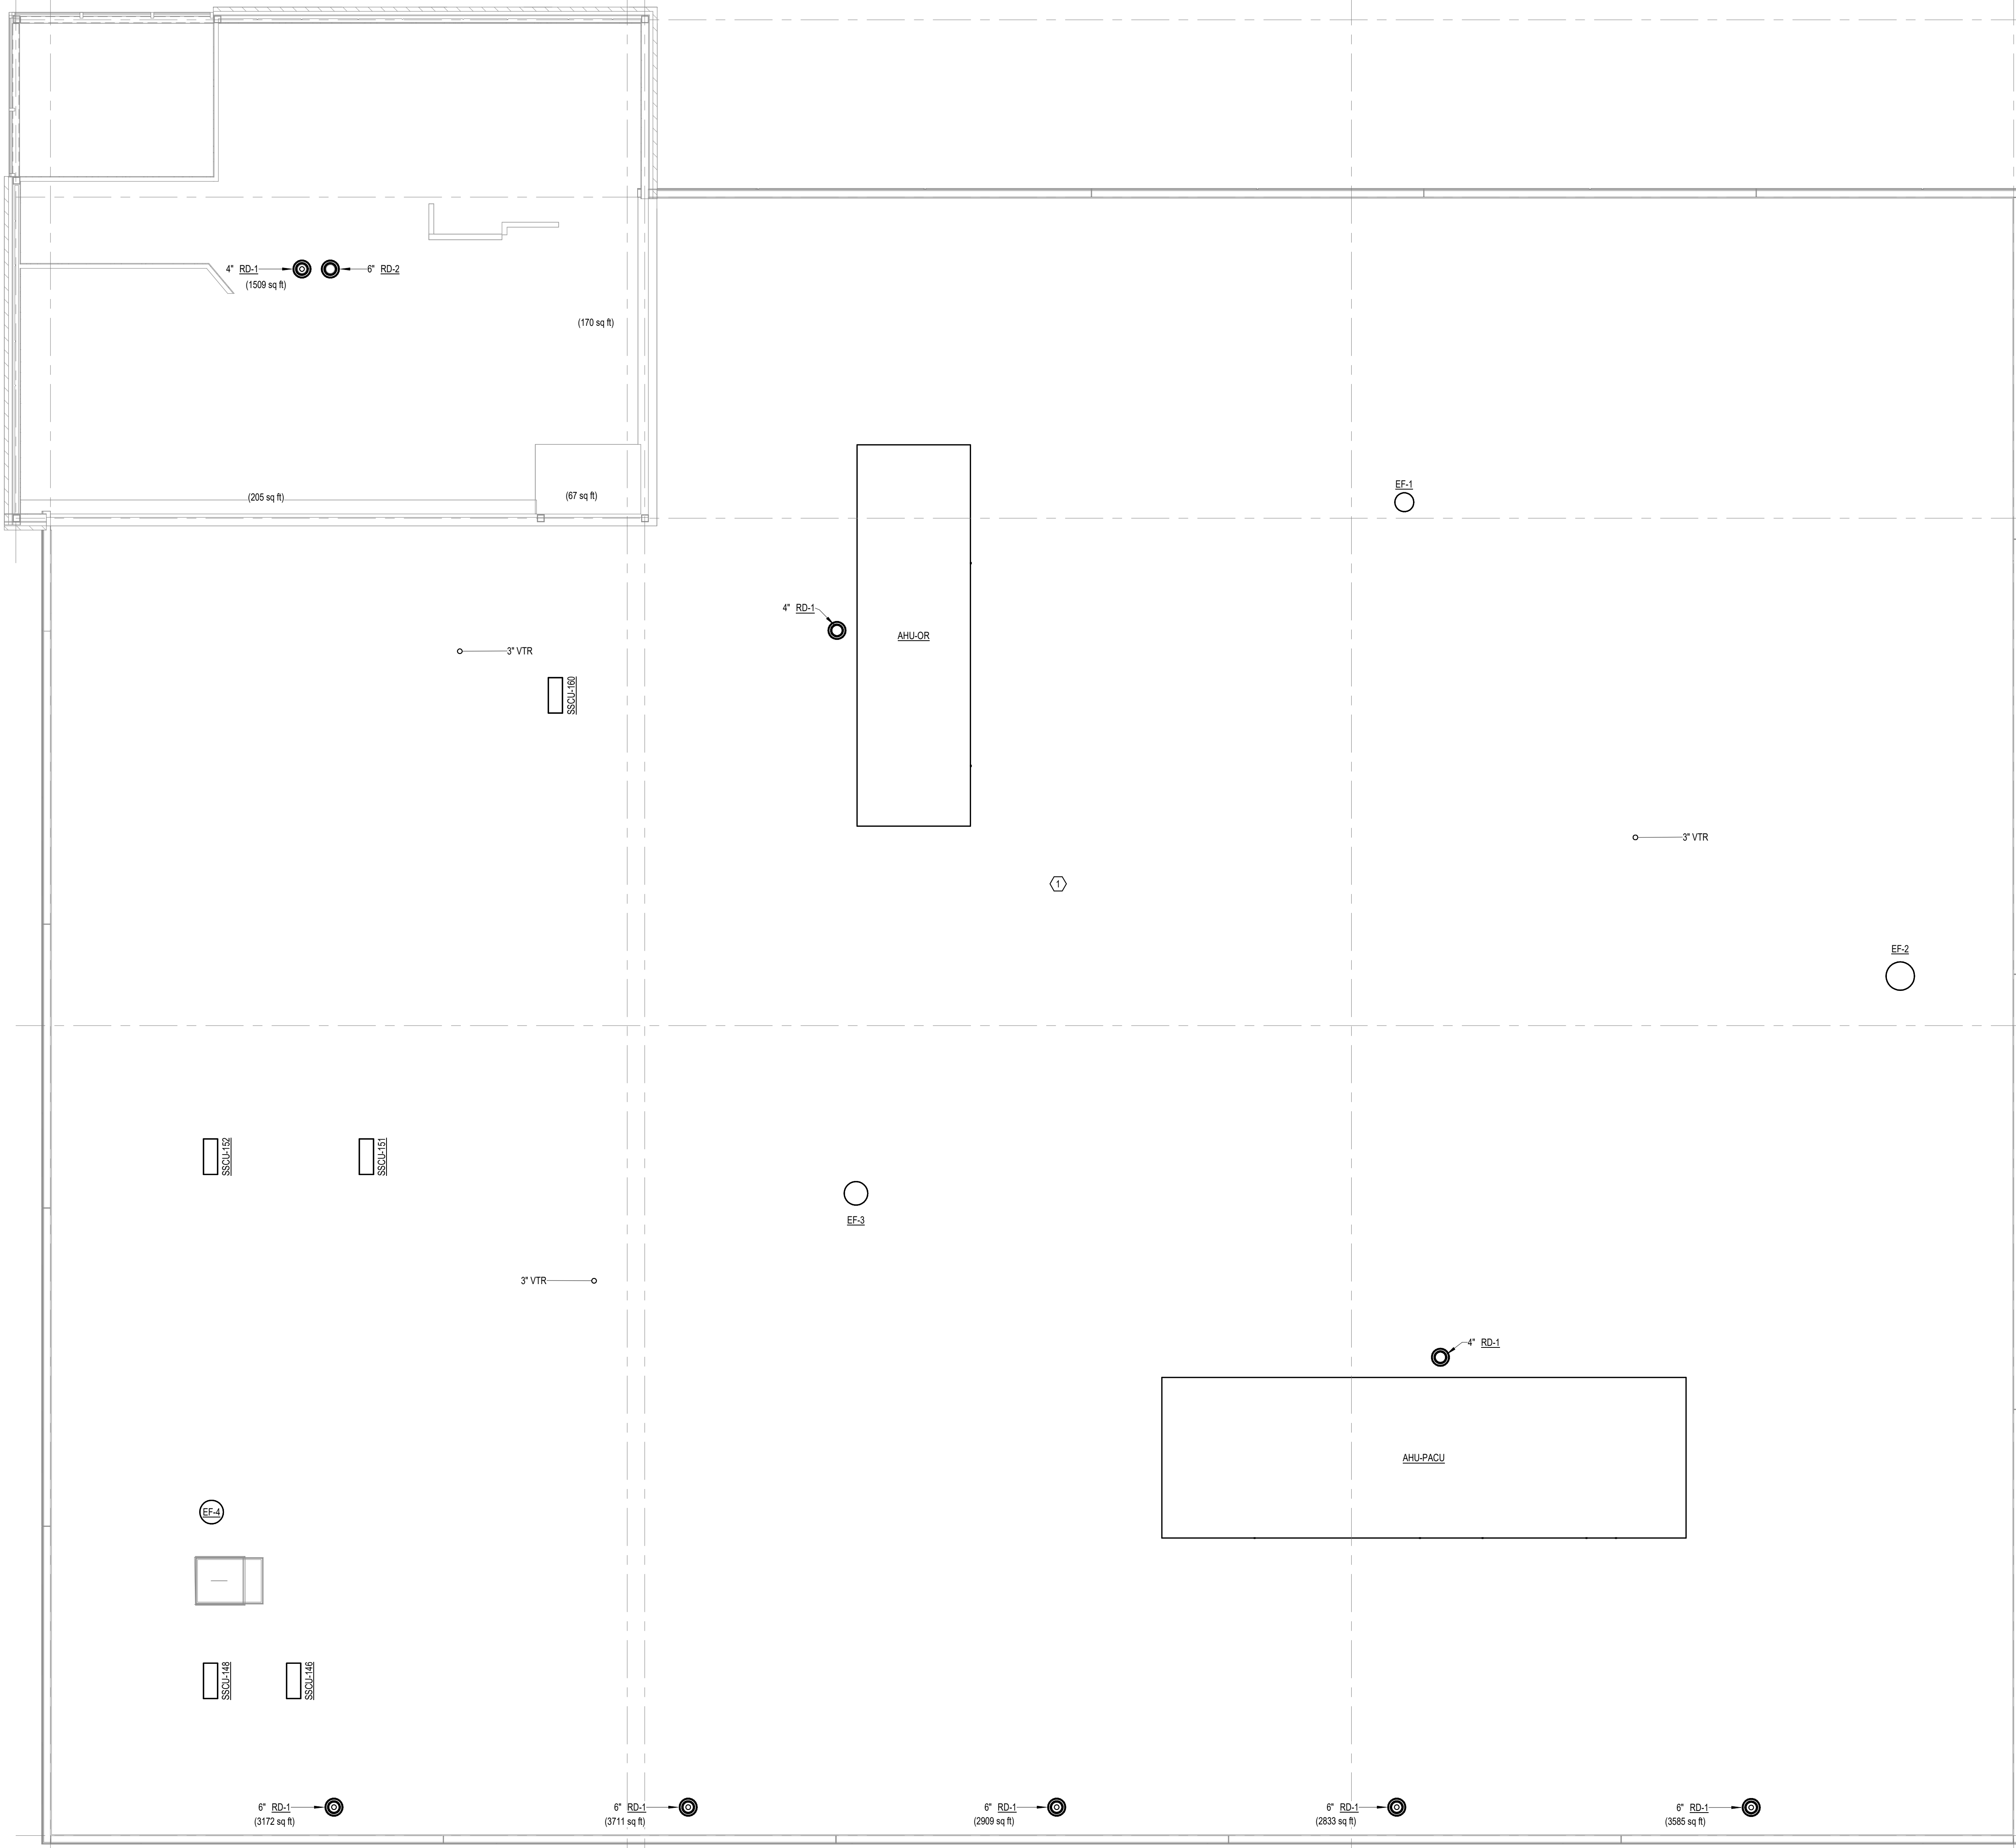 4" RD-1
(1509 sq ft)
6" RD-2
(170 sq ft)
(205 sq ft)
(67 sq ft)
EF-1
4" RD-1
AHU-OR
3" VTR
SSCU-160
3" VTR
1
EF-2
SSCU-152
SSCU-151
EF-3
3" VTR
4" RD-1
AHU-PACU
EF-4
SSCU-148
SSCU-146
6" RD-1
(3172 sq ft)
6" RD-1
(3711 sq ft)
6" RD-1
(2909 sq ft)
6" RD-1
(2833 sq ft)
6" RD-1
(3585 sq ft)